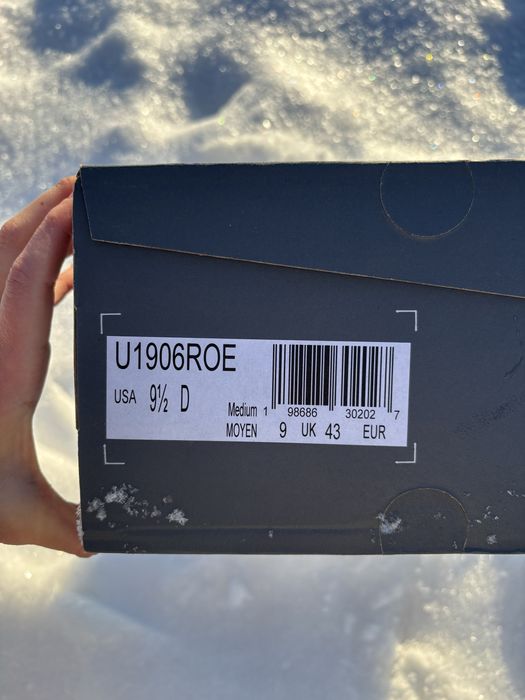 U1906ROE
USA 9½ D
Medium 1 98686 30202 7
MOYEN 9 UK 43 EUR